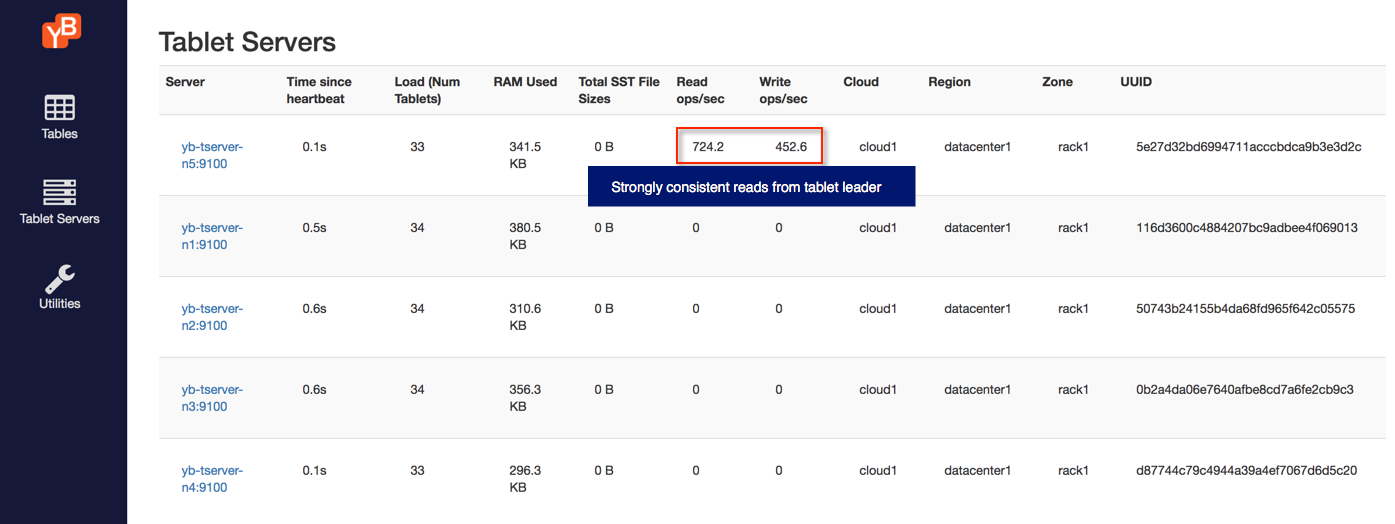 YB
Tables
Tablet Servers
Utilities
Tablet Servers
Server Time since heartbeat Load (Num Tablets) RAM Used Total SST File Sizes Read ops/sec Write ops/sec Cloud Region Zone UUID
yb-tserver-n5:9100 0.1s 33 341.5 KB 0 B 724.2 452.6 cloud1 datacenter1 rack1 5e27d32bd6994711acccbdca9b3e3d2c
Strongly consistent reads from tablet leader
yb-tserver-n1:9100 0.5s 34 380.5 KB 0 B 0 0 cloud1 datacenter1 rack1 116d3600c4884207bc9adbee4f069013
yb-tserver-n2:9100 0.6s 34 310.6 KB 0 B 0 0 cloud1 datacenter1 rack1 50743b24155b4da68fd965f642c05575
yb-tserver-n3:9100 0.6s 34 356.3 KB 0 B 0 0 cloud1 datacenter1 rack1 0b2a4da06e7640afbe8cd7a6fe2cb9c3
yb-tserver-n4:9100 0.1s 33 296.3 KB 0 B 0 0 cloud1 datacenter1 rack1 d87744c79c4944a39a4ef7067d6d5c20